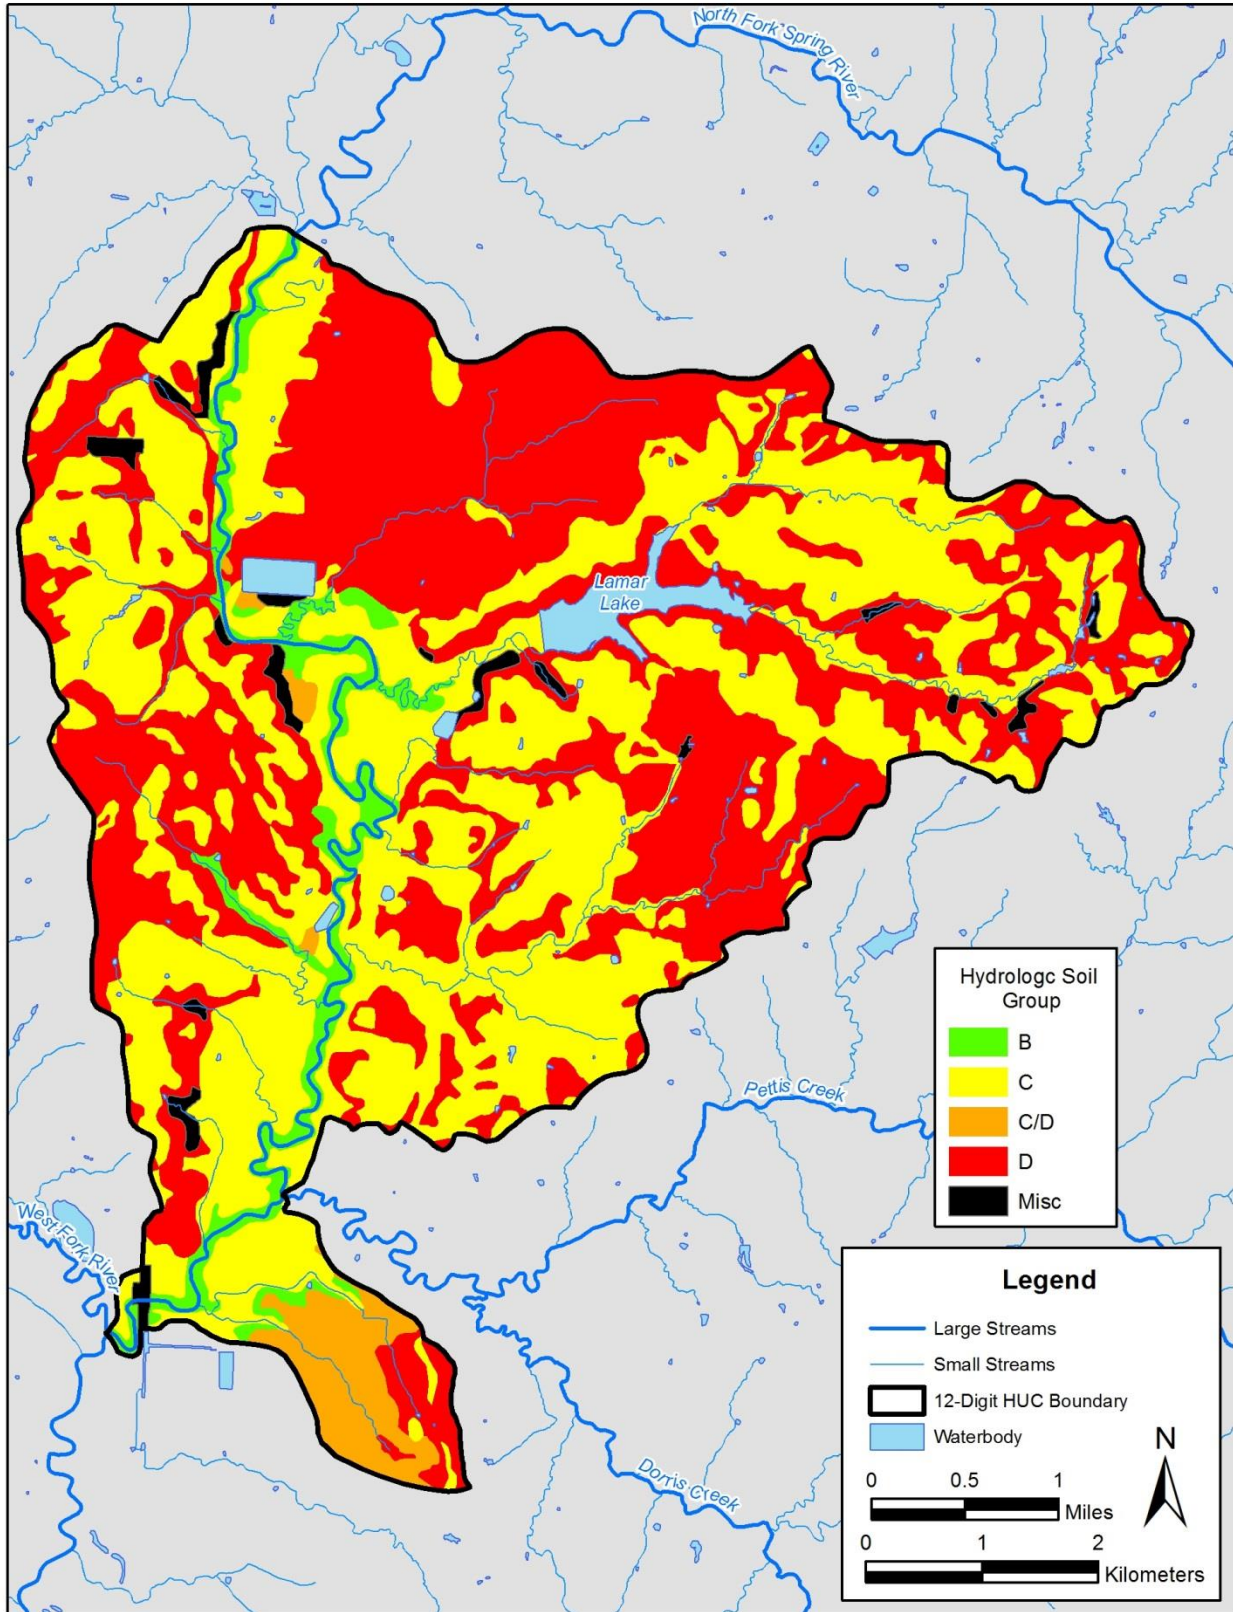 North Fork Spring River
Lamar
Lake
Hydrologc Soil
Group
B
C
C/D
D
Misc
Pettis Creek
West Fork River
Dorris Creek
Legend
Large Streams
Small Streams
12-Digit HUC Boundary
Waterbody
N
0 0.5 1
Miles
0 1 2
Kilometers